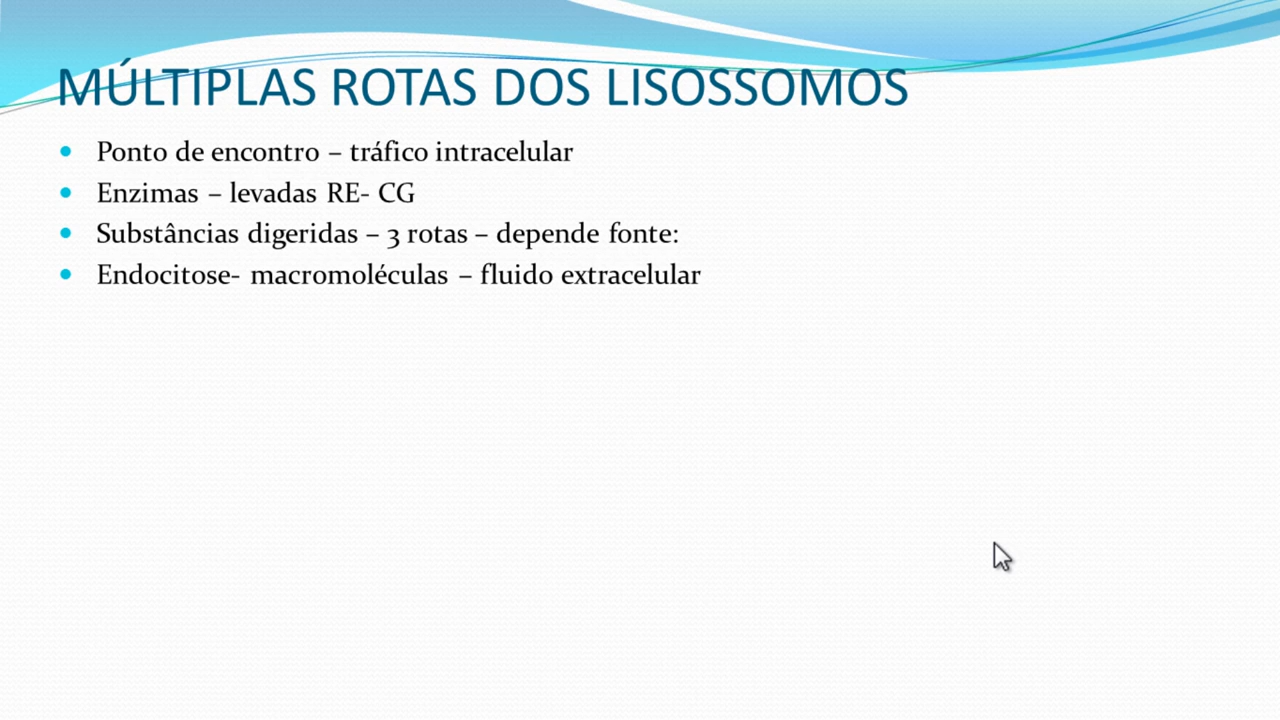 MÚLTIPLAS ROTAS DOS LISOSSOMOS
• Ponto de encontro – tráfico intracelular
• Enzimas – levadas RE- CG
• Substâncias digeridas – 3 rotas – depende fonte:
• Endocitose- macromoléculas – fluido extracelular